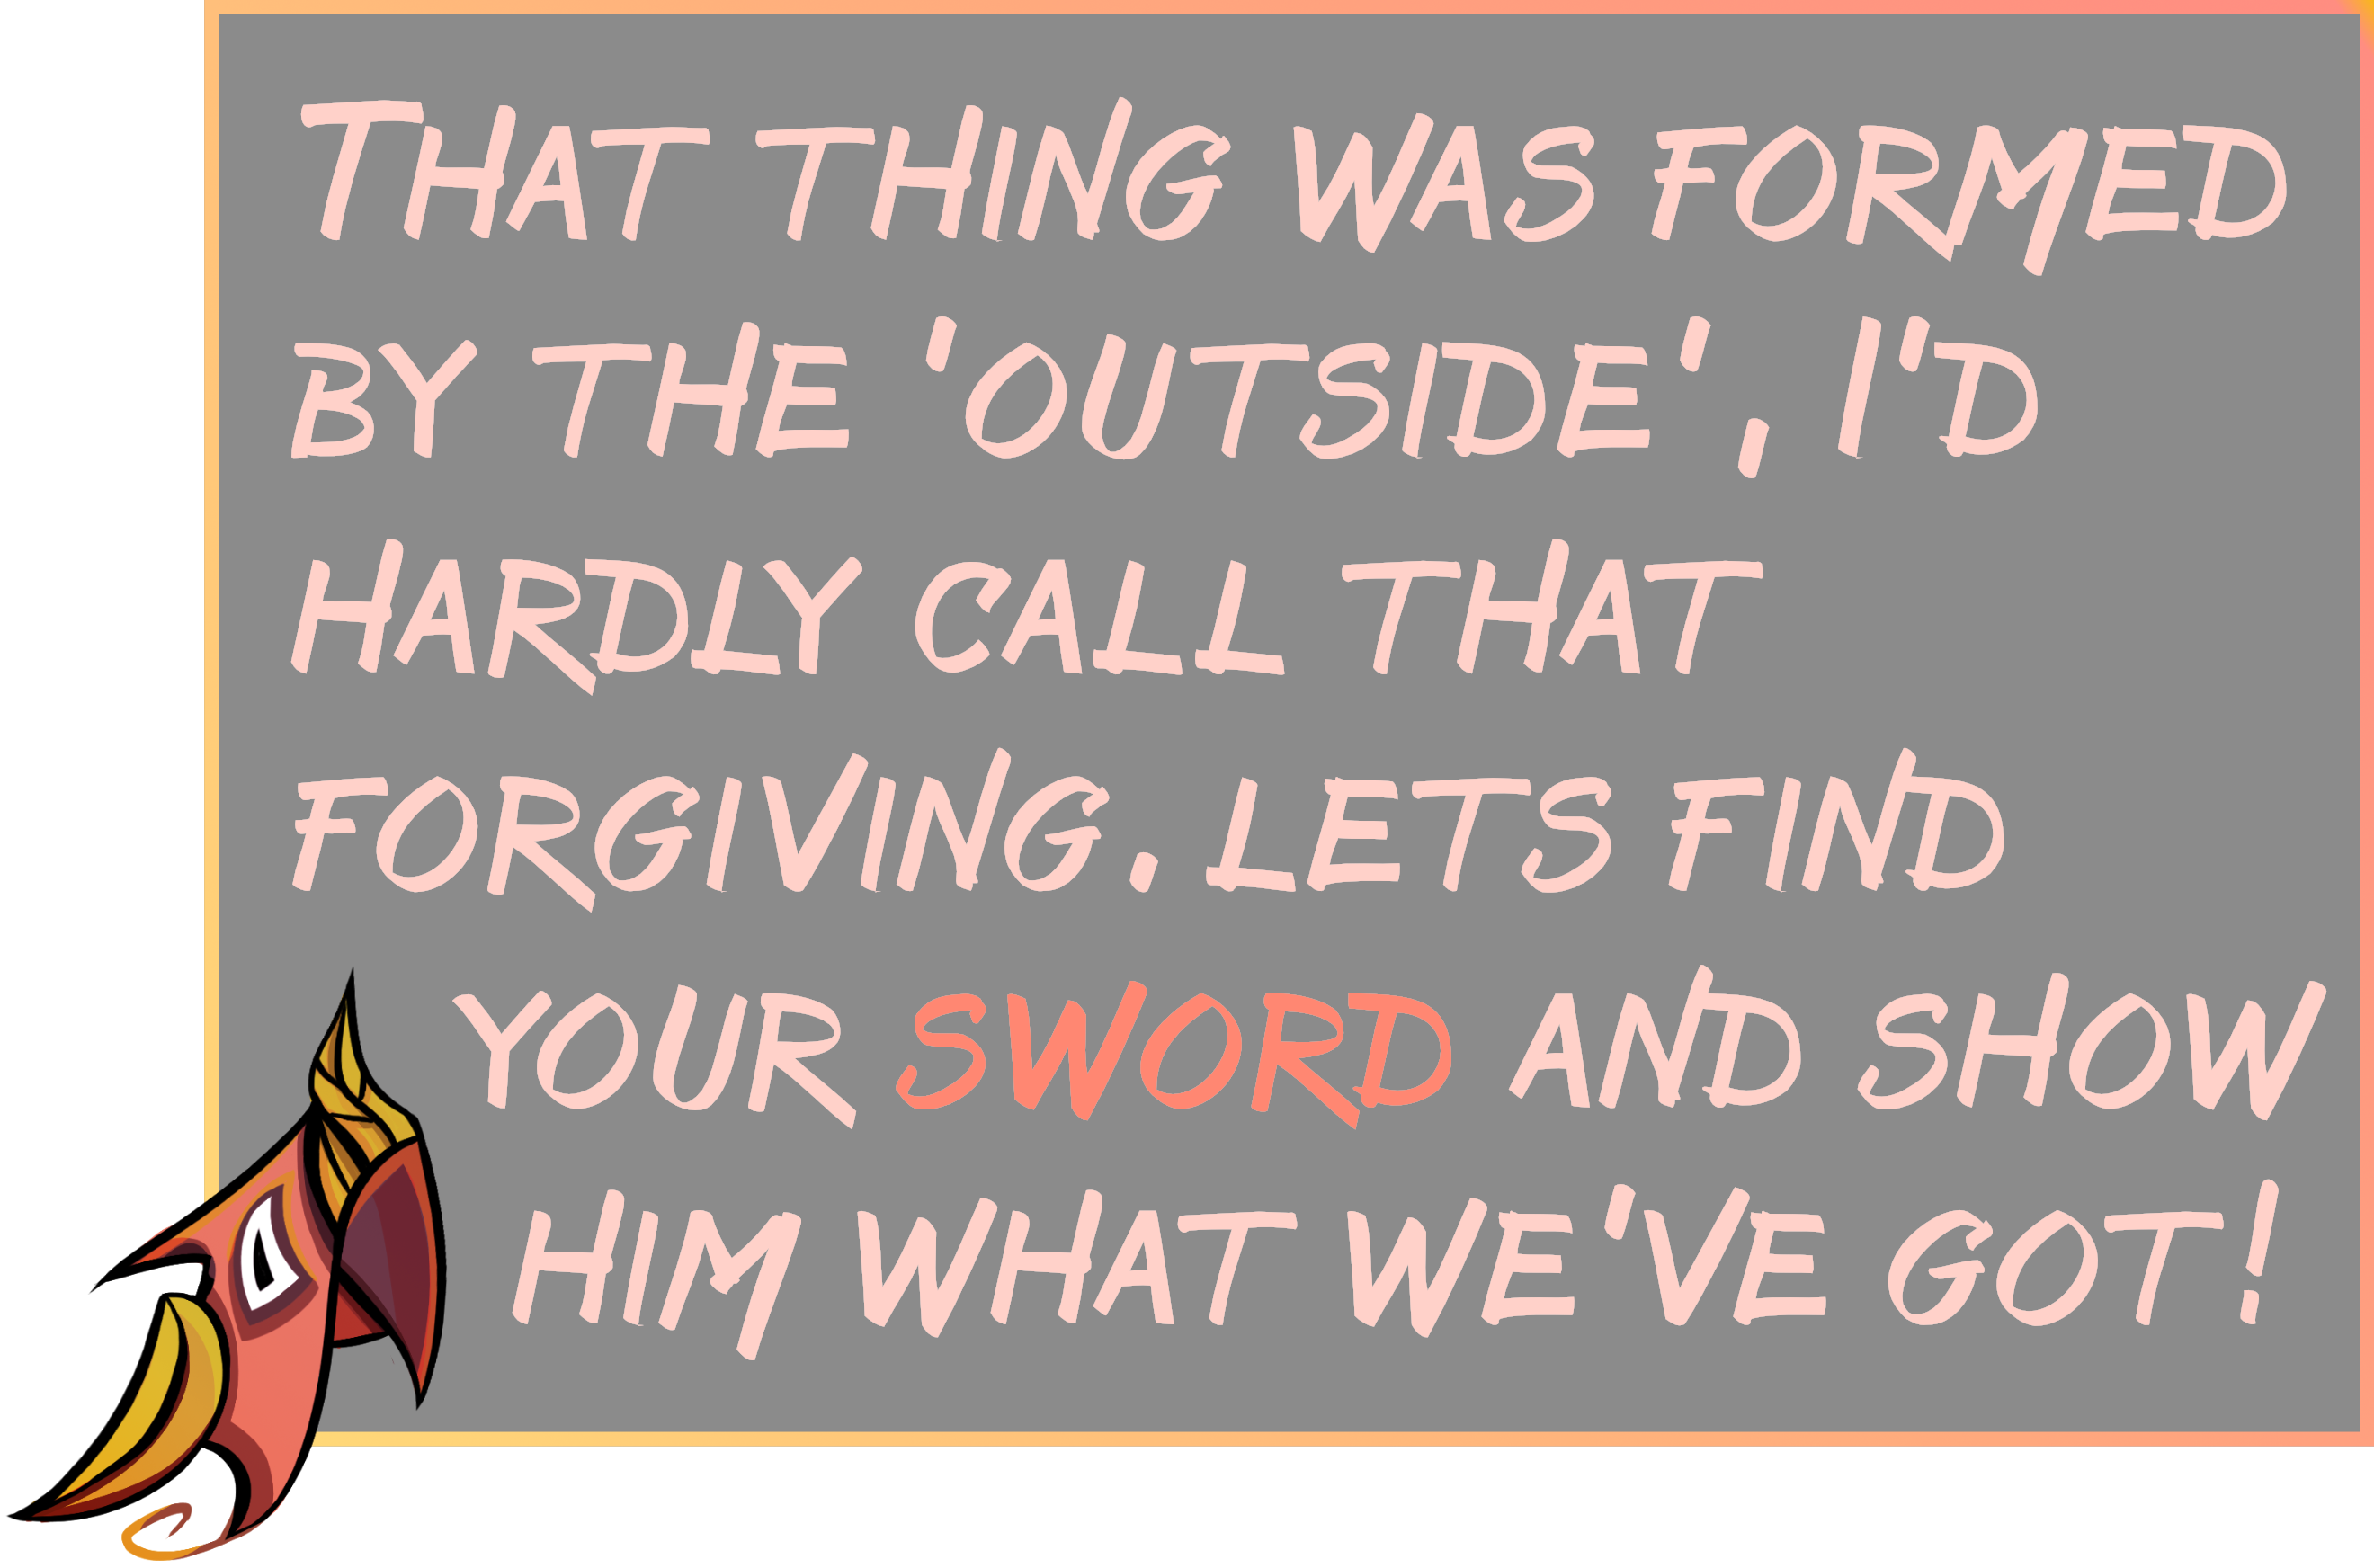 THAT THING WAS FORMED
BY THE 'OUTSIDE', I'D
HARDLY CALL THAT
FORGIVING. LETS FIND
YOUR SWORD AND SHOW
HIM WHAT WE'VE GOT!